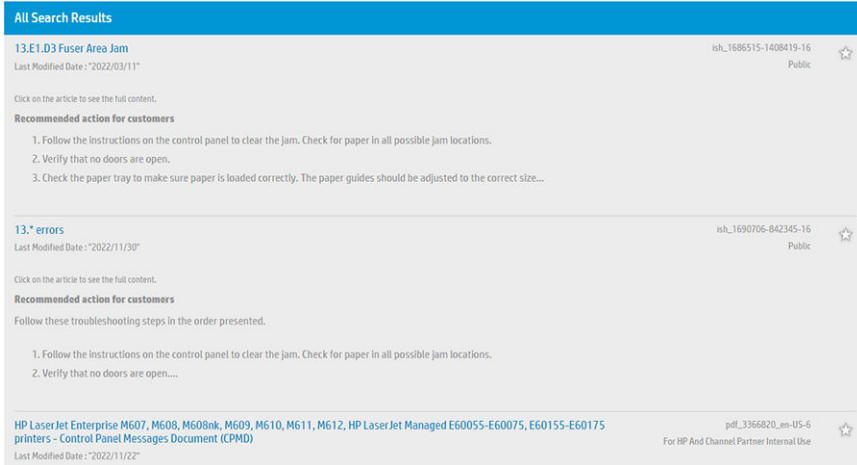 All Search Results
13.E1.D3 Fuser Area Jam
ish_1686515-1408419-16
Last Modified Date : "2022/03/11"
Public
Click on the article to see the full content.
Recommended action for customers
1. Follow the instructions on the control panel to clear the jam. Check for paper in all possible jam locations.
2. Verify that no doors are open.
3. Check the paper tray to make sure paper is loaded correctly. The paper guides should be adjusted to the correct size...
13.* errors
ish_1690706-842345-16
Last Modified Date : "2022/11/30"
Public
Click on the article to see the full content.
Recommended action for customers
Follow these troubleshooting steps in the order presented.
1. Follow the instructions on the control panel to clear the jam. Check for paper in all possible jam locations.
2. Verify that no doors are open....
HP LaserJet Enterprise M607, M608, M608nk, M609, M610, M611, M612, HP LaserJet Managed E60055-E60075, E60155-E60175
pdf_3366820_en-US-6
printers - Control Panel Messages Document (CPMD)
For HP And Channel Partner Internal Use
Last Modified Date : "2022/11/22"